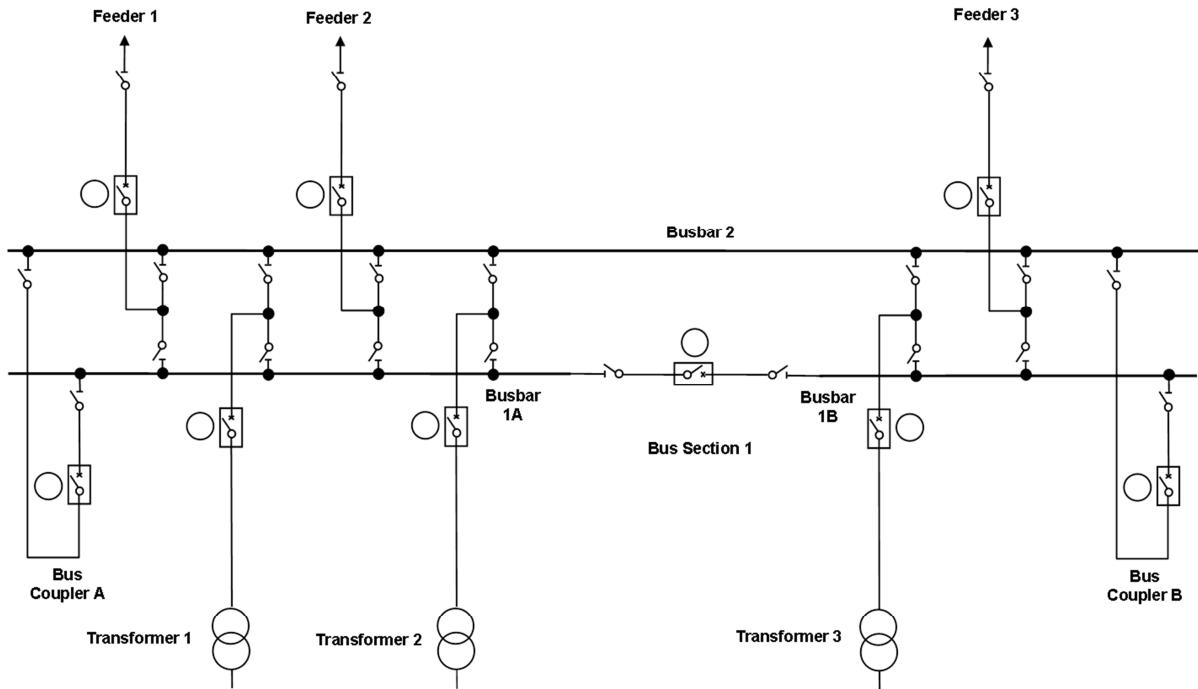 Feeder 1
Feeder 2
Feeder 3
Busbar 2
Busbar
1A
Busbar
1B
Bus Section 1
Bus
Coupler A
Bus
Coupler B
Transformer 1
Transformer 2
Transformer 3